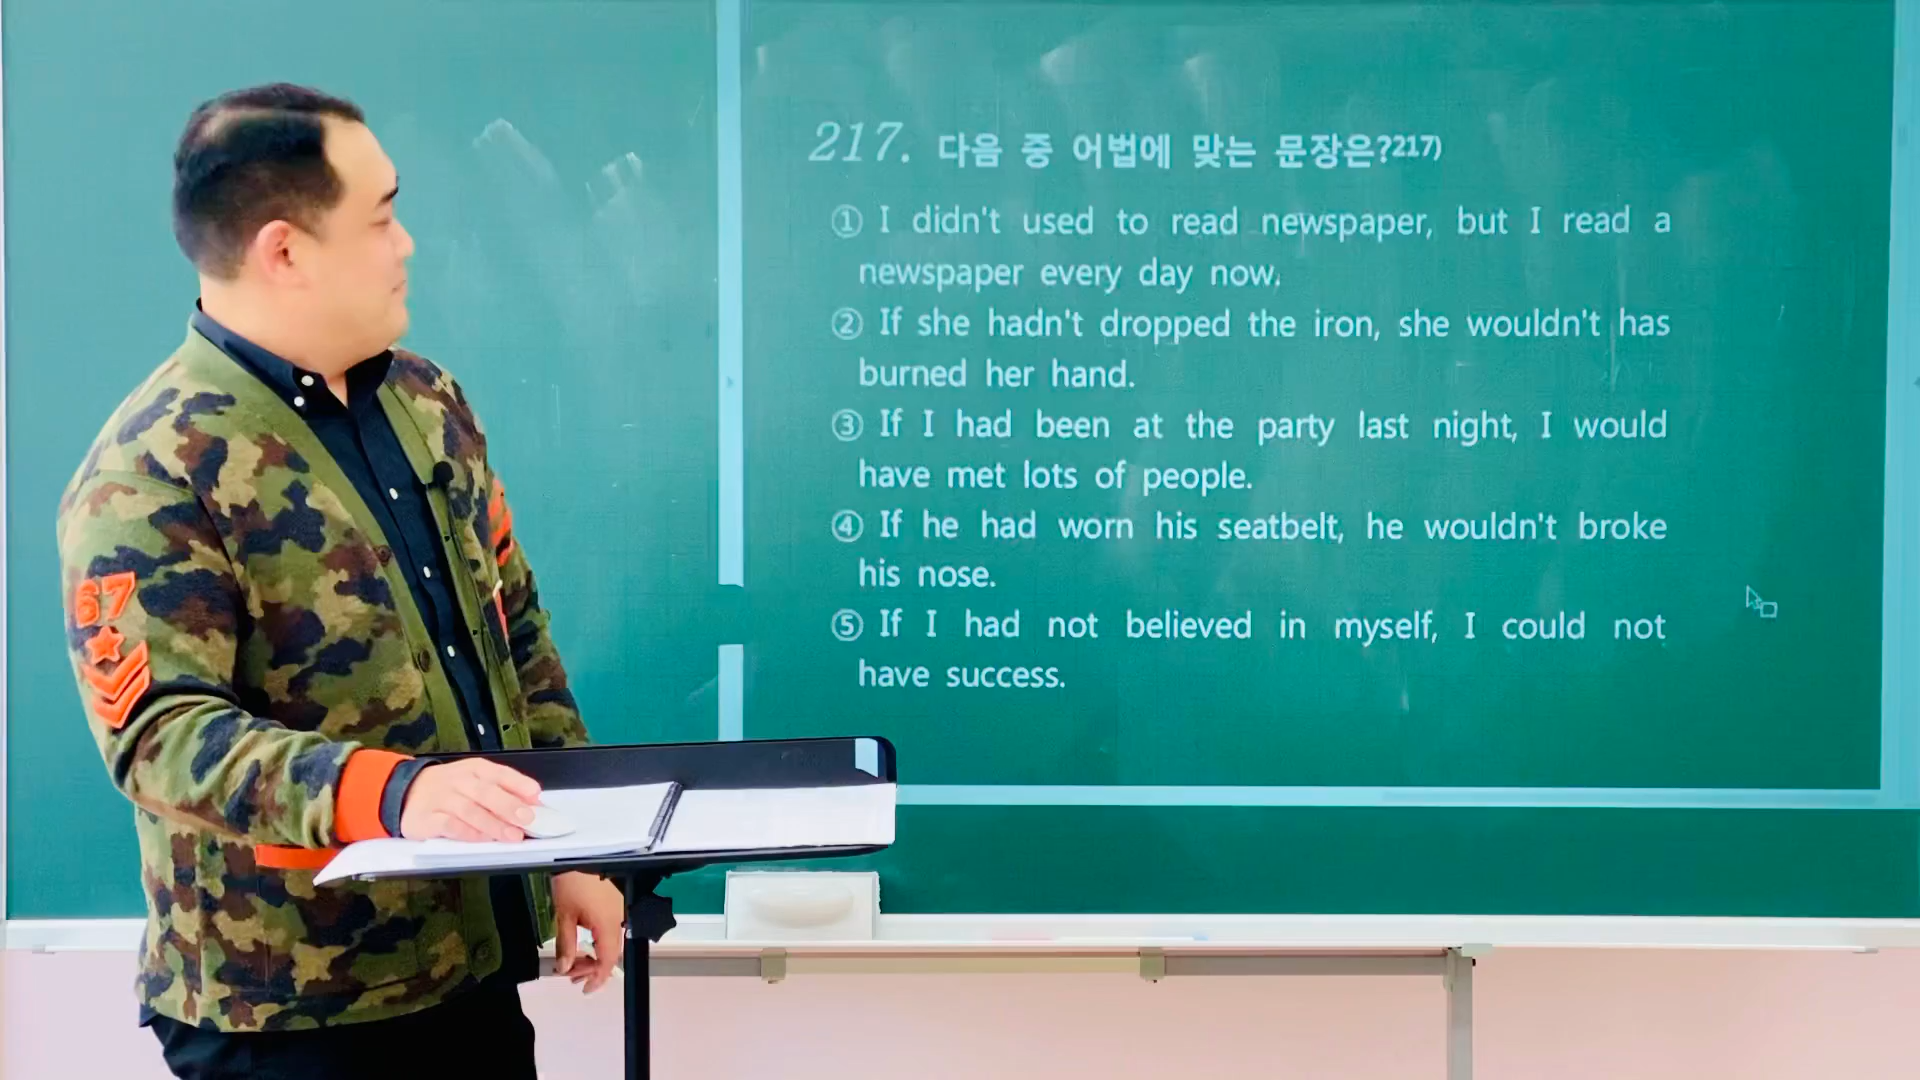 217. 다음 중 어법에 맞는 문장은?217)
① I didn't used to read newspaper, but I read a
newspaper every day now.
② If she hadn't dropped the iron, she wouldn't has
burned her hand.
③ If I had been at the party last night, I would
have met lots of people.
④ If he had worn his seatbelt, he wouldn't broke
his nose.
⑤ If I had not believed in myself, I could not
have success.
67